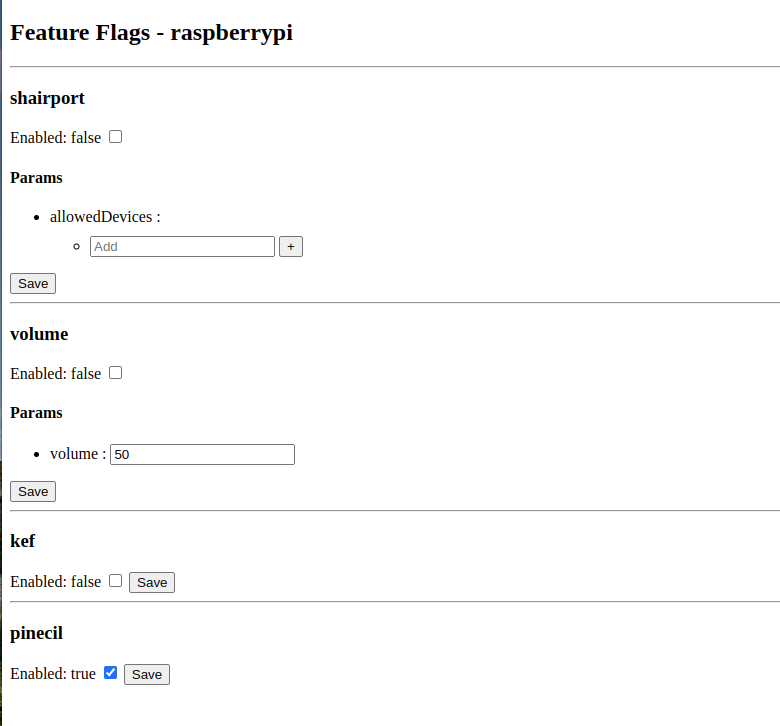 Feature Flags - raspberrypi
shairport
Enabled: false
Params
allowedDevices :
Add +
Save
volume
Enabled: false
Params
volume : 50
Save
kef
Enabled: false Save
pinecil
Enabled: true Save